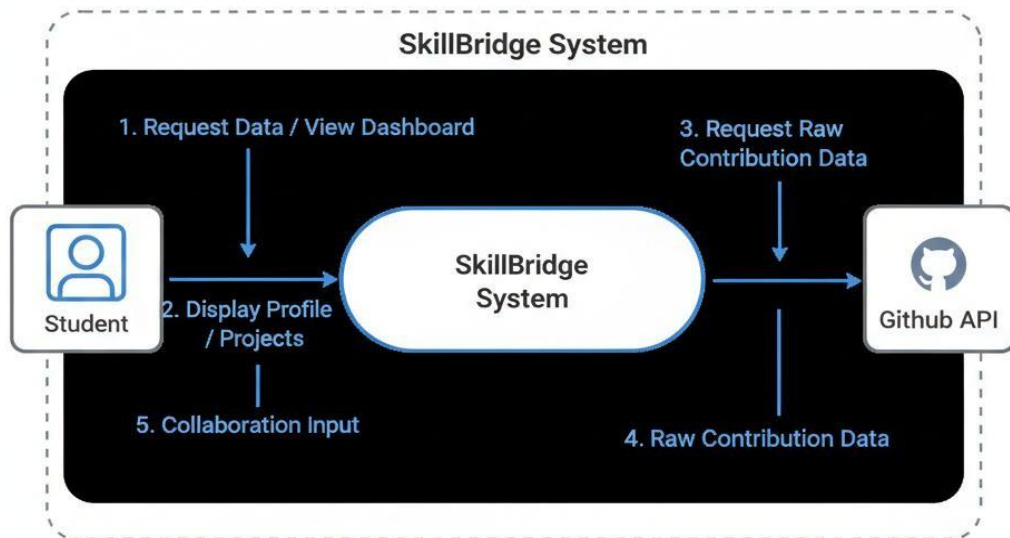 SkillBridge System
1. Request Data / View Dashboard
3. Request Raw
Contribution Data
SkillBridge
System
Student
2. Display Profile
/ Projects
Github API
5. Collaboration Input
4. Raw Contribution Data